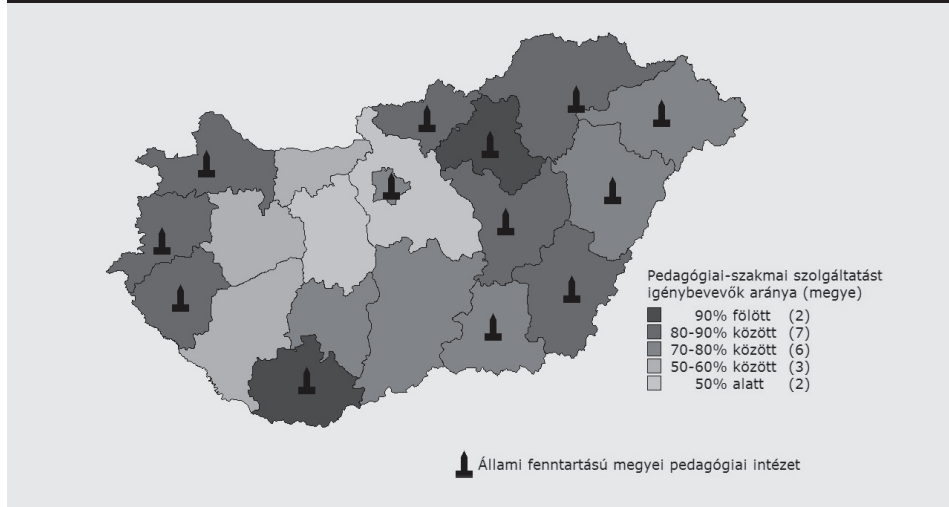 Pedagógiai-szakmai szolgáltatást
igénybevevők aránya (megye)
90% fölött (2)
80-90% között (7)
70-80% között (6)
50-60% között (3)
50% alatt (2)
Állami fenntartású megyei pedagógiai intézet